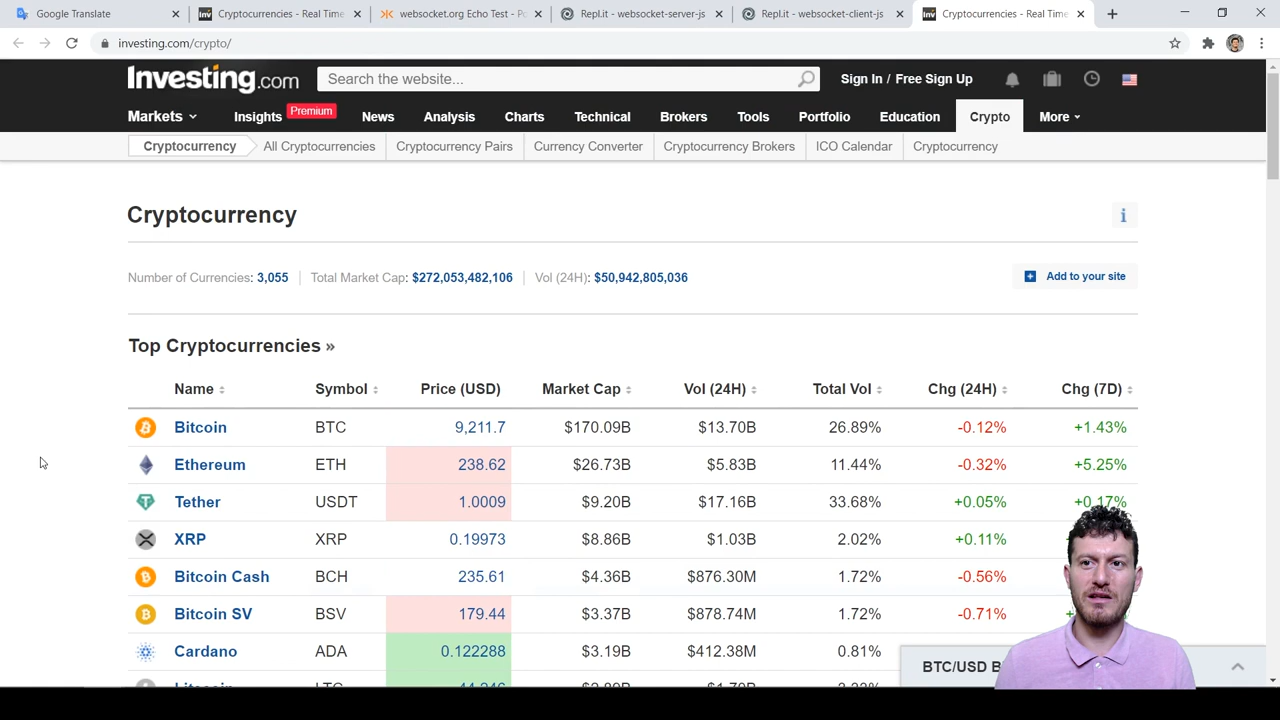 Google Translate
Cryptocurrencies - Real Time
websocket.org Echo Test - Po
Repl.it - websocket-server-js
Repl.it - websocket-client-js
Cryptocurrencies - Real Time
investing.com/crypto/
Investing.com
Search the website...
Sign In / Free Sign Up
Markets
Insights
Premium
News
Analysis
Charts
Technical
Brokers
Tools
Portfolio
Education
Crypto
More
Cryptocurrency
All Cryptocurrencies
Cryptocurrency Pairs
Currency Converter
Cryptocurrency Brokers
ICO Calendar
Cryptocurrency
Cryptocurrency
Number of Currencies: 3,055 Total Market Cap: $272,053,482,106 Vol (24H): $50,942,805,036
Add to your site
Top Cryptocurrencies »
Name Symbol Price (USD) Market Cap Vol (24H) Total Vol Chg (24H) Chg (7D)
Bitcoin BTC 9,211.7 $170.09B $13.70B 26.89% -0.12% +1.43%
Ethereum ETH 238.62 $26.73B $5.83B 11.44% -0.32% +5.25%
Tether USDT 1.0009 $9.20B $17.16B 33.68% +0.05% +0.17%
XRP XRP 0.19973 $8.86B $1.03B 2.02% +0.11%
Bitcoin Cash BCH 235.61 $4.36B $876.30M 1.72% -0.56%
Bitcoin SV BSV 179.44 $3.37B $878.74M 1.72% -0.71%
Cardano ADA 0.122288 $3.19B $412.38M 0.81%
BTC/USD B